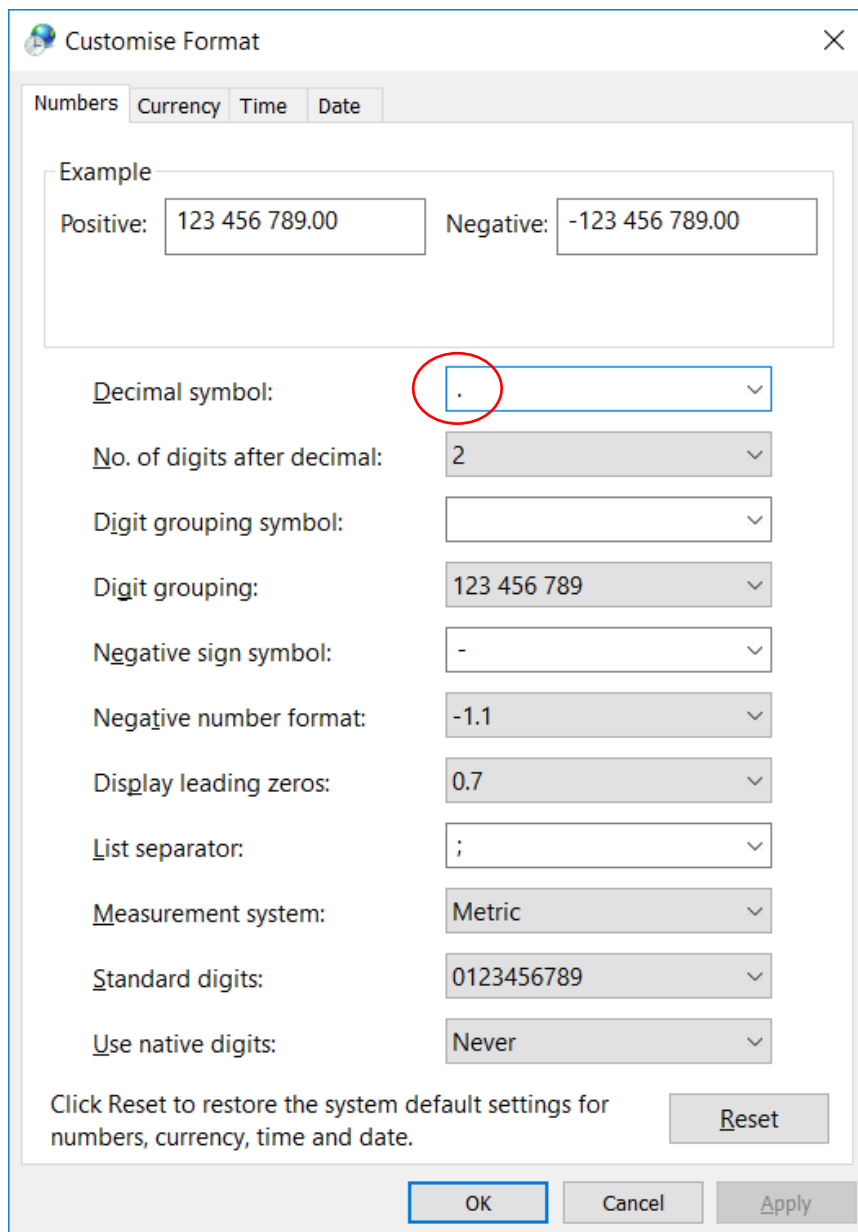 Customise Format
Numbers Currency Time Date
Example
Positive: 123 456 789.00 Negative: -123 456 789.00
Decimal symbol: .
No. of digits after decimal: 2
Digit grouping symbol:
Digit grouping: 123 456 789
Negative sign symbol: -
Negative number format: -1.1
Display leading zeros: 0.7
List separator: ;
Measurement system: Metric
Standard digits: 0123456789
Use native digits: Never
Click Reset to restore the system default settings for
numbers, currency, time and date.
Reset
OK Cancel Apply